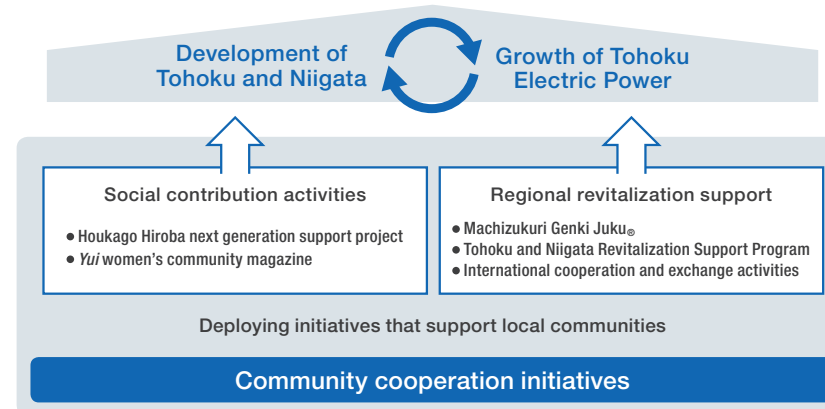 Development of
Tohoku and Niigata
Growth of Tohoku
Electric Power
Social contribution activities
● Houkago Hiroba next generation support project
● Yui women's community magazine
Regional revitalization support
● Machizukuri Genki Juku®
● Tohoku and Niigata Revitalization Support Program
● International cooperation and exchange activities
Deploying initiatives that support local communities
Community cooperation initiatives